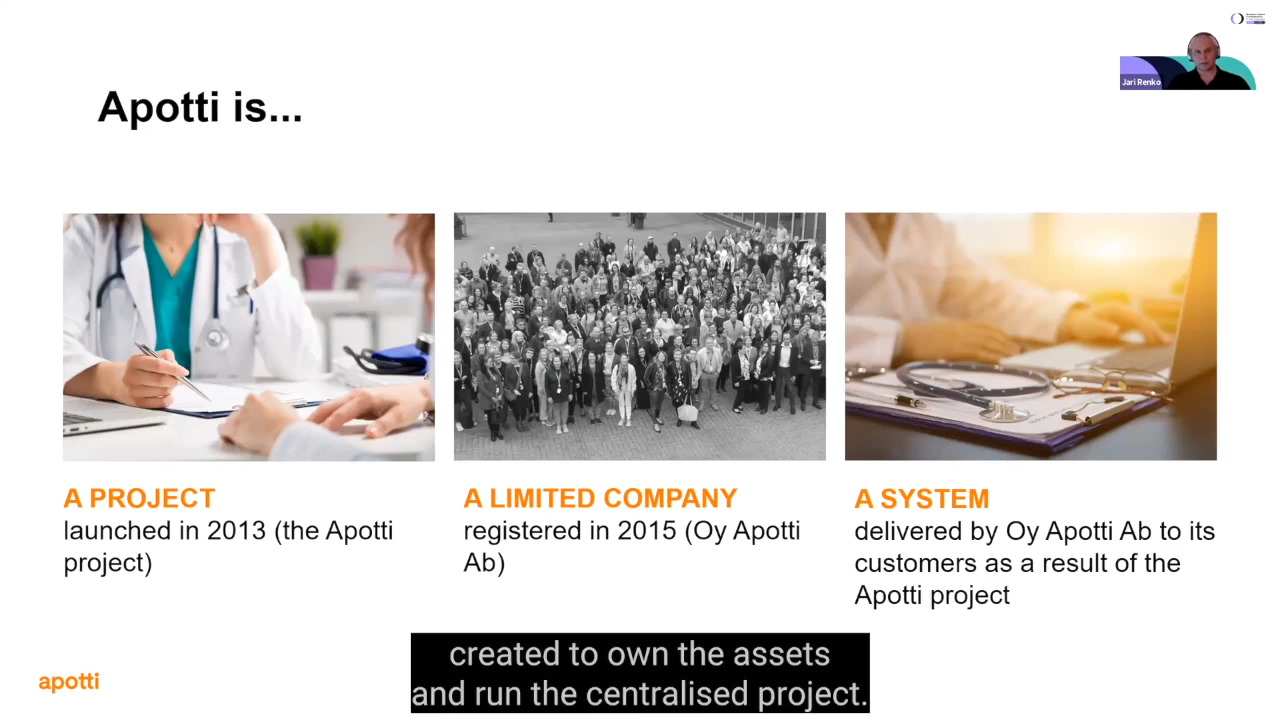 Jari Renko
Apotti is...
A PROJECT
launched in 2013 (the Apotti
project)
A LIMITED COMPANY
registered in 2015 (Oy Apotti
Ab)
A SYSTEM
delivered by Oy Apotti Ab to its
customers as a result of the
Apotti project
created to own the assets
and run the centralised project.
apotti